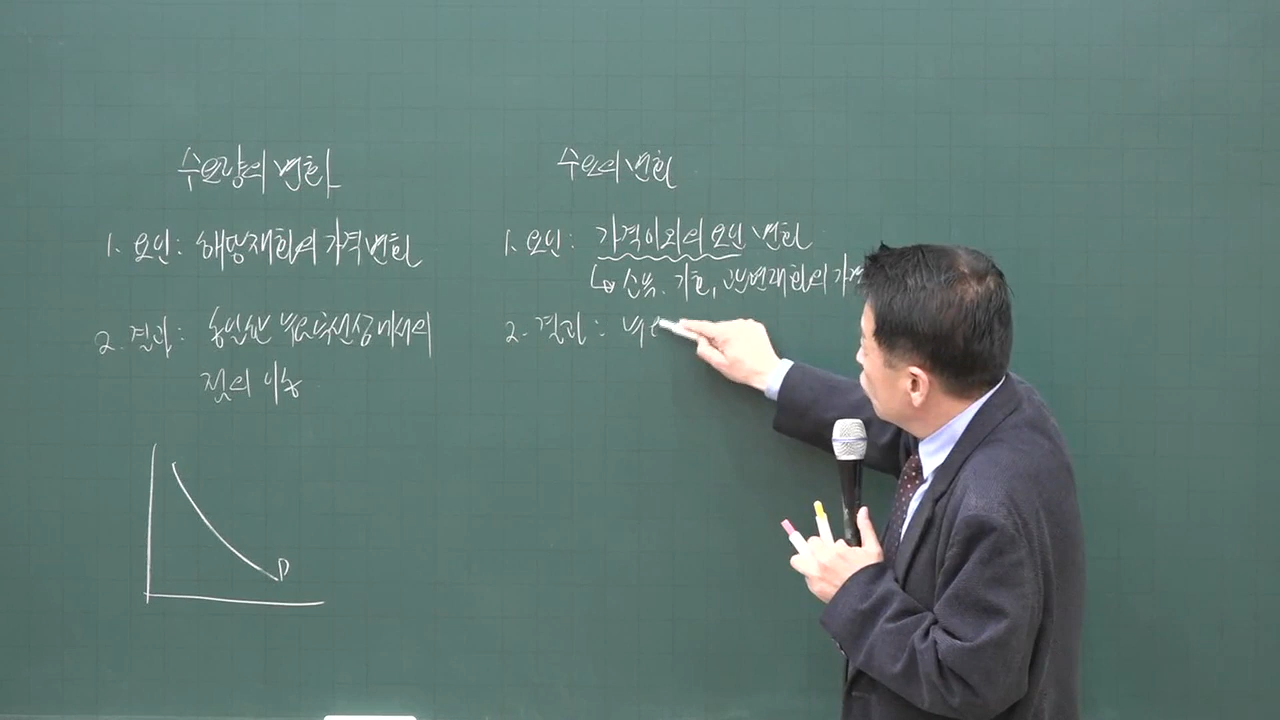 수요량의 변화
1. 요인: 해당재화의 가격변화
2. 결과: 동일한 수요곡선상에서의
점의 이동
D
수요의 변화
1. 요인: 가격이외의 요인 변화
↳ 소득, 기호, 관련재화의 가격
2. 결과: 수요